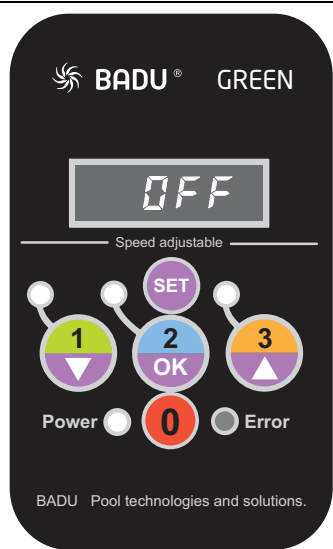 BADU® GREEN
OFF
Speed adjustable
SET
1 2 3
OK
Power 0 Error
BADU Pool technologies and solutions.